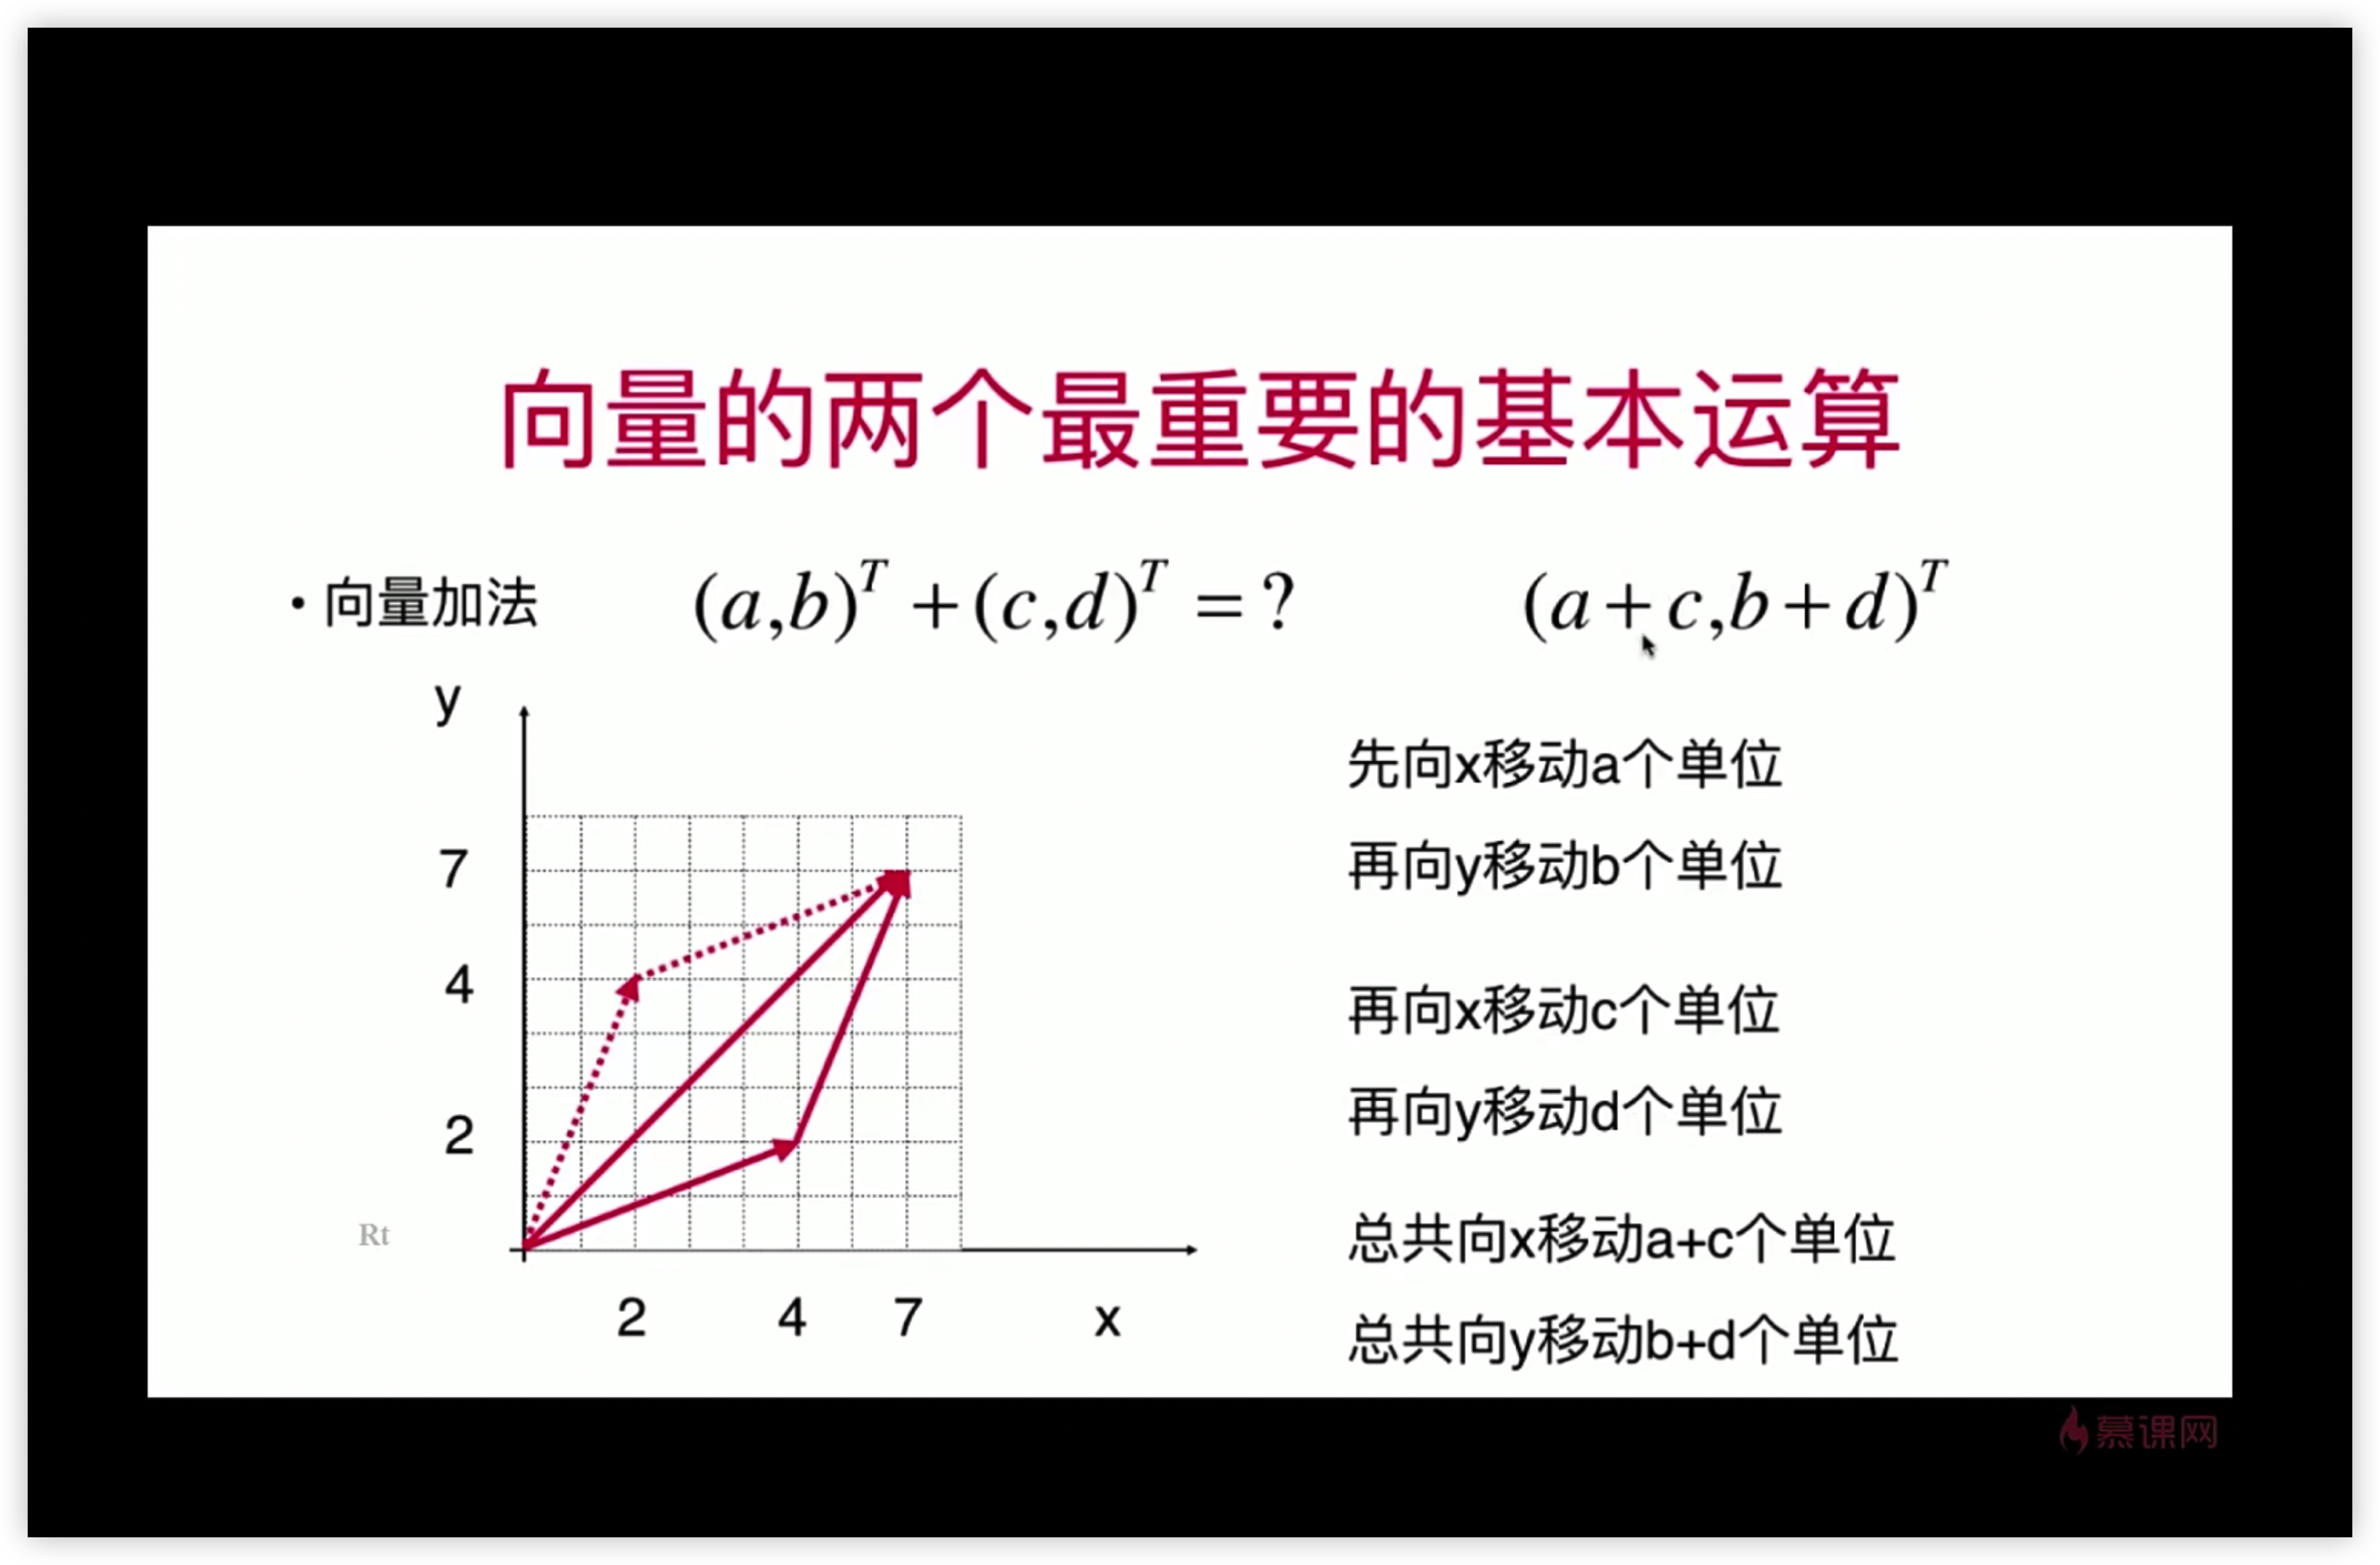 向量的两个最重要的基本运算
• 向量加法 (a,b)^T + (c,d)^T = ? (a+c,b+d)^T
y
7
4
2
2 4 7 x
Rt
先向x移动a个单位
再向y移动b个单位
再向x移动c个单位
再向y移动d个单位
总共向x移动a+c个单位
总共向y移动b+d个单位
慕课网